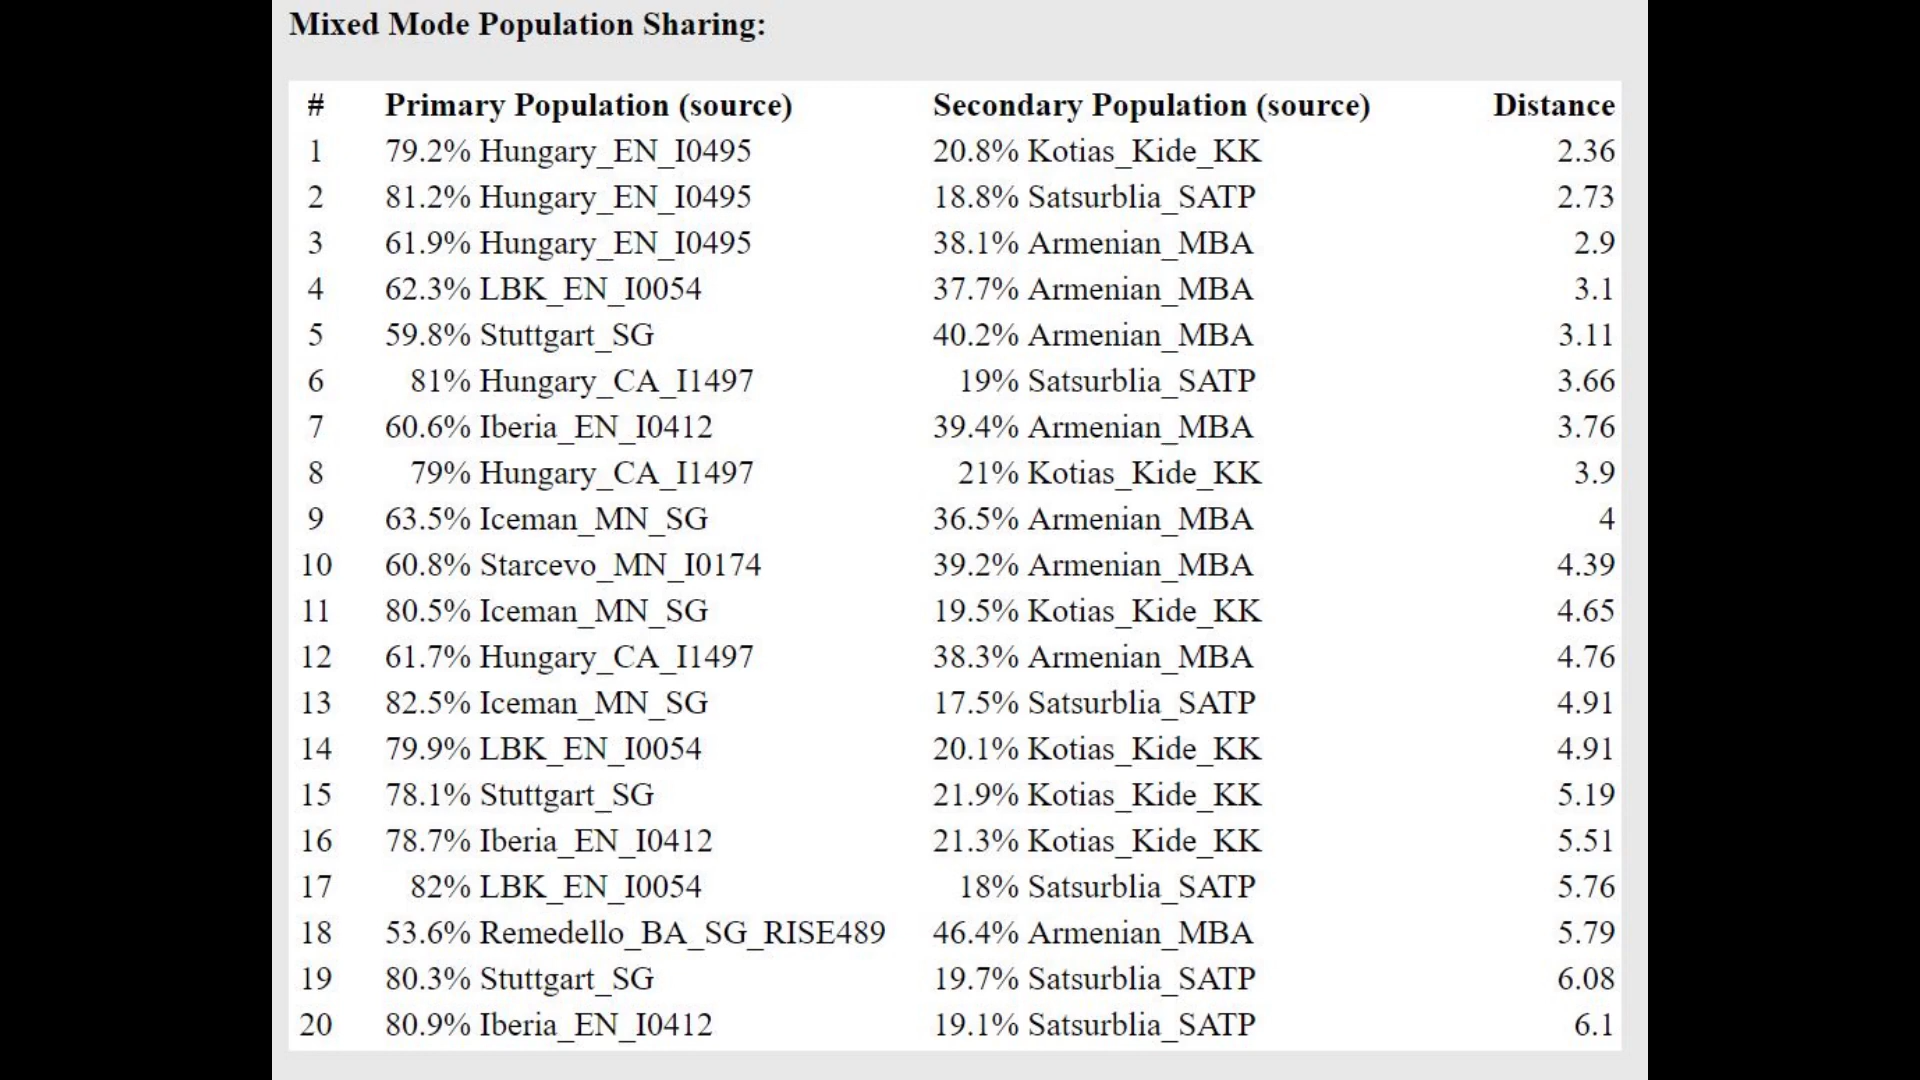 Mixed Mode Population Sharing:
# Primary Population (source) Secondary Population (source) Distance
1 79.2% Hungary_EN_I0495 20.8% Kotias_Kide_KK 2.36
2 81.2% Hungary_EN_I0495 18.8% Satsurblia_SATP 2.73
3 61.9% Hungary_EN_I0495 38.1% Armenian_MBA 2.9
4 62.3% LBK_EN_I0054 37.7% Armenian_MBA 3.1
5 59.8% Stuttgart_SG 40.2% Armenian_MBA 3.11
6 81% Hungary_CA_I1497 19% Satsurblia_SATP 3.66
7 60.6% Iberia_EN_I0412 39.4% Armenian_MBA 3.76
8 79% Hungary_CA_I1497 21% Kotias_Kide_KK 3.9
9 63.5% Iceman_MN_SG 36.5% Armenian_MBA 4
10 60.8% Starcevo_MN_I0174 39.2% Armenian_MBA 4.39
11 80.5% Iceman_MN_SG 19.5% Kotias_Kide_KK 4.65
12 61.7% Hungary_CA_I1497 38.3% Armenian_MBA 4.76
13 82.5% Iceman_MN_SG 17.5% Satsurblia_SATP 4.91
14 79.9% LBK_EN_I0054 20.1% Kotias_Kide_KK 4.91
15 78.1% Stuttgart_SG 21.9% Kotias_Kide_KK 5.19
16 78.7% Iberia_EN_I0412 21.3% Kotias_Kide_KK 5.51
17 82% LBK_EN_I0054 18% Satsurblia_SATP 5.76
18 53.6% Remedello_BA_SG_RISE489 46.4% Armenian_MBA 5.79
19 80.3% Stuttgart_SG 19.7% Satsurblia_SATP 6.08
20 80.9% Iberia_EN_I0412 19.1% Satsurblia_SATP 6.1